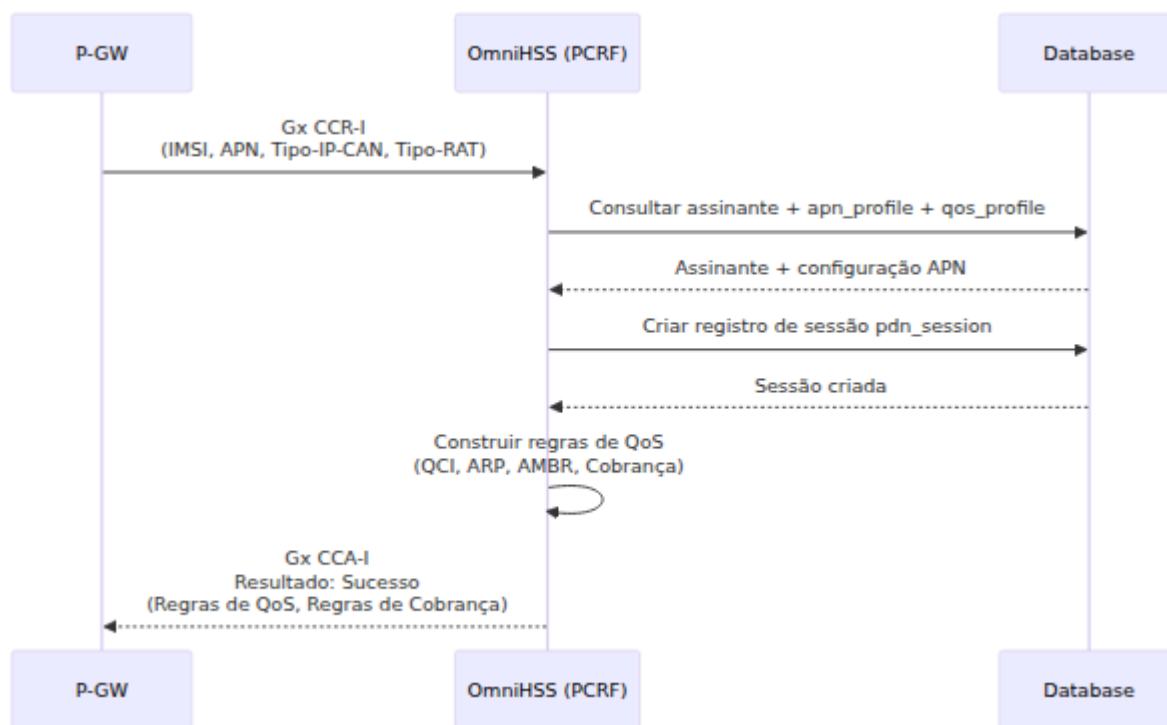 P-GW
OmniHSS (PCRF)
Database
Gx CCR-I
(IMSI, APN, Tipo-IP-CAN, Tipo-RAT)
Consultar assinante + apn_profile + qos_profile
Assinante + configuração APN
Criar registro de sessão pdn_session
Sessão criada
Construir regras de QoS
(QCI, ARP, AMBR, Cobrança)
Gx CCA-I
Resultado: Sucesso
(Regras de QoS, Regras de Cobrança)
P-GW
OmniHSS (PCRF)
Database